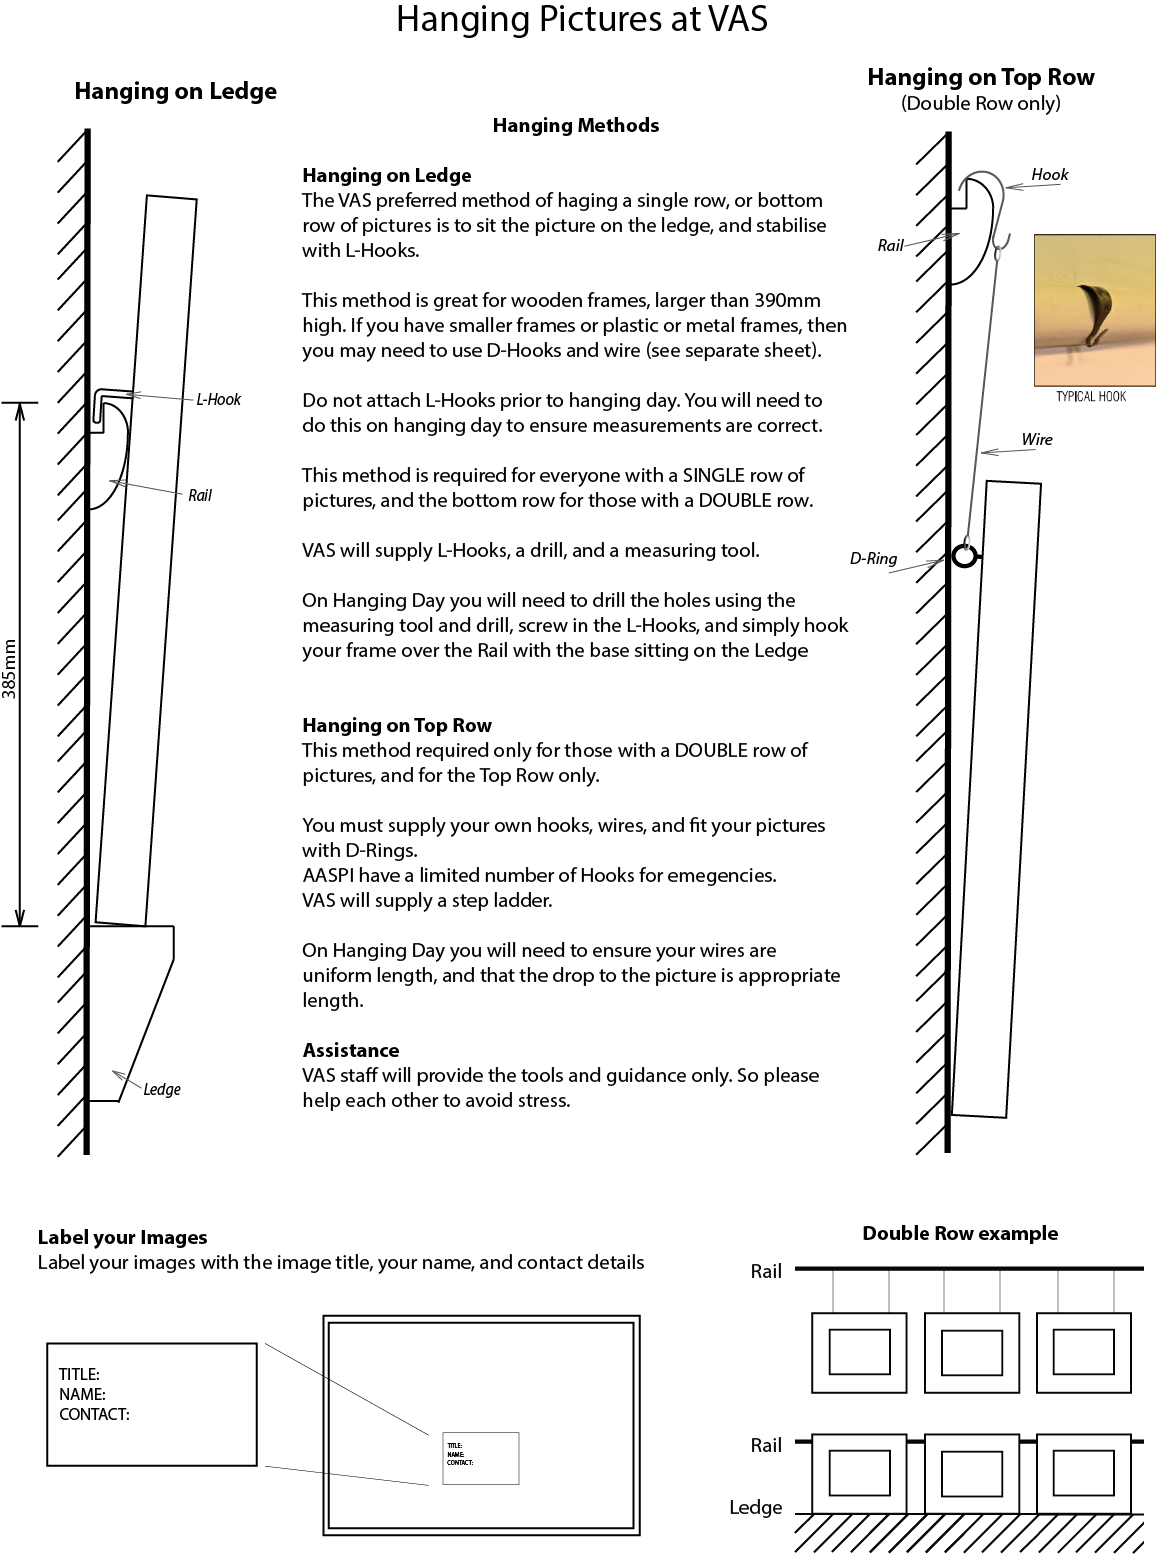 Hanging Pictures at VAS
Hanging on Ledge
Hanging on Top Row
(Double Row only)
Hanging Methods
Hanging on Ledge
The VAS preferred method of haging a single row, or bottom
row of pictures is to sit the picture on the ledge, and stabilise
with L-Hooks.
This method is great for wooden frames, larger than 390mm
high. If you have smaller frames or plastic or metal frames, then
you may need to use D-Hooks and wire (see separate sheet).
Do not attach L-Hooks prior to hanging day. You will need to
do this on hanging day to ensure measurements are correct.
This method is required for everyone with a SINGLE row of
pictures, and the bottom row for those with a DOUBLE row.
VAS will supply L-Hooks, a drill, and a measuring tool.
On Hanging Day you will need to drill the holes using the
measuring tool and drill, screw in the L-Hooks, and simply hook
your frame over the Rail with the base sitting on the Ledge
Hanging on Top Row
This method required only for those with a DOUBLE row of
pictures, and for the Top Row only.
You must supply your own hooks, wires, and fit your pictures
with D-Rings.
AASPI have a limited number of Hooks for emegencies.
VAS will supply a step ladder.
On Hanging Day you will need to ensure your wires are
uniform length, and that the drop to the picture is appropriate
length.
Assistance
VAS staff will provide the tools and guidance only. So please
help each other to avoid stress.
L-Hook
Rail
385mm
Ledge
Hook
Rail
TYPICAL HOOK
Wire
D-Ring
Label your Images
Label your images with the image title, your name, and contact details
TITLE:
NAME:
CONTACT:
TITLE:
NAME:
CONTACT:
Double Row example
Rail
Rail
Ledge